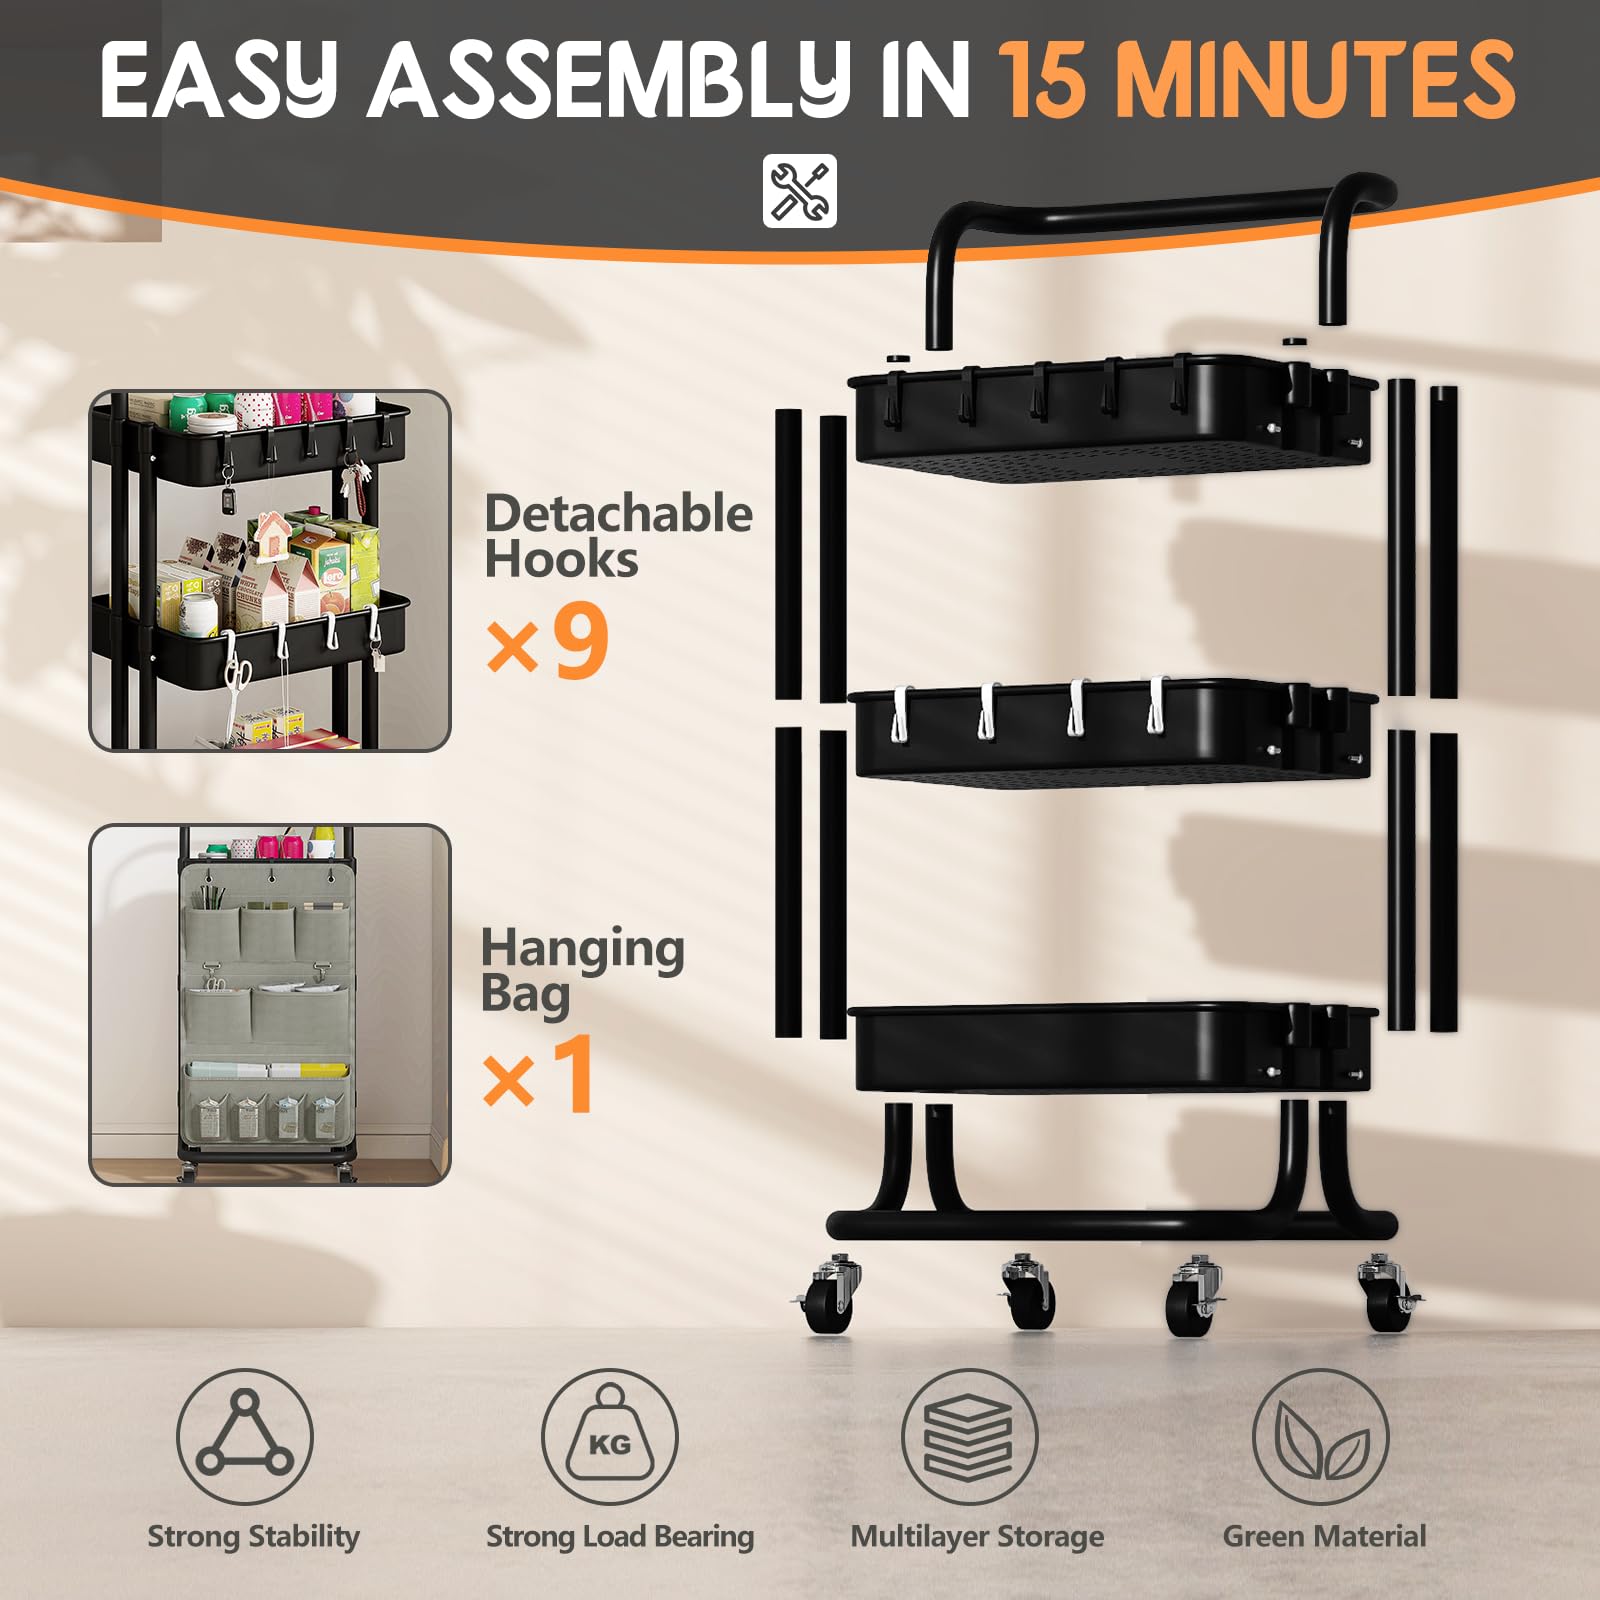 EASY ASSEMBLY IN 15 MINUTES
Detachable
Hooks
×9
Hanging
Bag
×1
KG
Strong Stability
Strong Load Bearing
Multilayer Storage
Green Material